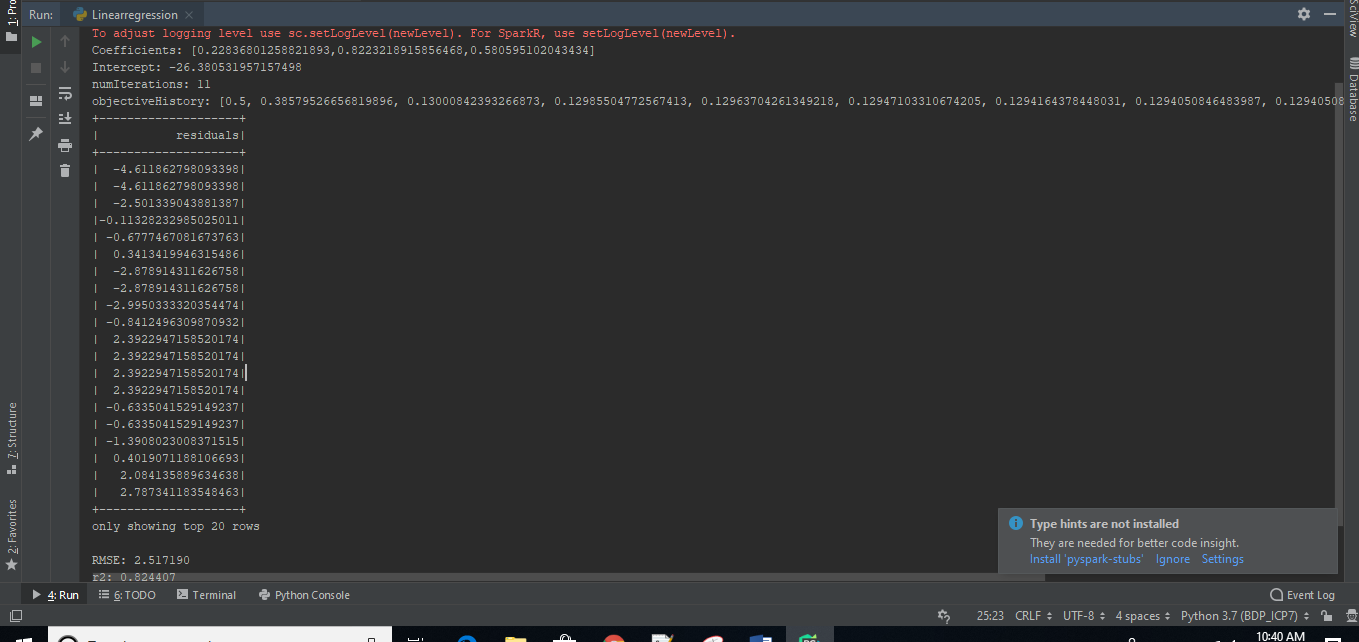 Run:
Linearregression
To adjust logging level use sc.setLogLevel(newLevel). For SparkR, use setLogLevel(newLevel).
Coefficients: [0.22836801258821893,0.8223218915856468,0.580595102043434]
Intercept: -26.380531957157498
numIterations: 11
objectiveHistory: [0.5, 0.38579526656819896, 0.13000842393266873, 0.12985504772567413, 0.12963704261349218, 0.12947103310674205, 0.1294164378448031, 0.1294050846483987, 0.1294050
+--------------------+
|           residuals|
+--------------------+
|  -4.611862798093398|
|  -4.611862798093398|
|  -2.501339043881387|
|-0.11328232985025011|
| -0.6777467081673763|
|  0.3413419946315486|
|  -2.878914311626758|
|  -2.878914311626758|
| -2.9950333320354474|
| -0.8412496309870932|
|  2.3922947158520174|
|  2.3922947158520174|
|  2.3922947158520174|
|  2.3922947158520174|
| -0.6335041529149237|
| -0.6335041529149237|
| -1.3908023008371515|
|  0.4019071188106693|
|   2.084135889634638|
|   2.787341183548463|
+--------------------+
only showing top 20 rows
RMSE: 2.517190
r2: 0.824407
Type hints are not installed
They are needed for better code insight.
Install 'pyspark-stubs' Ignore Settings
1: Pro
7: Structure
2: Favorites
SciView
Database
4: Run
6: TODO
Terminal
Python Console
Event Log
25:23 CRLF UTF-8 4 spaces Python 3.7 (BDP_ICP7)
10:40 AM